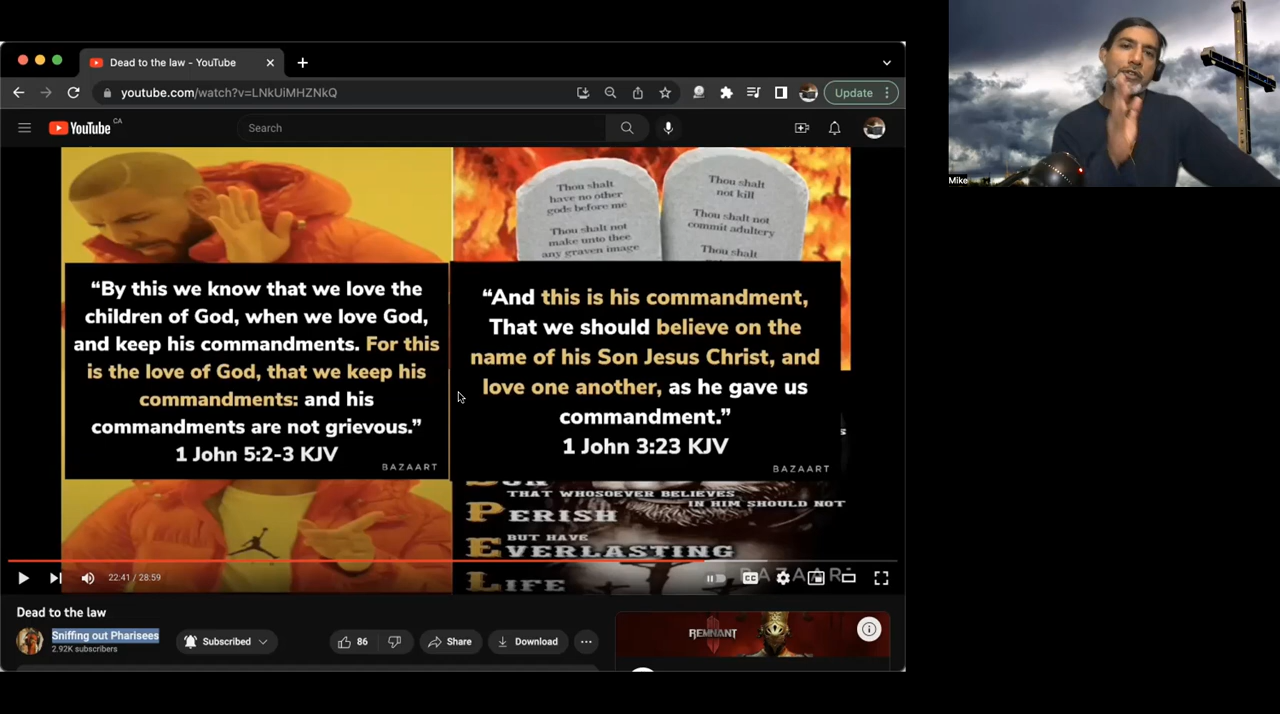 Dead to the law - YouTube
youtube.com/watch?v=LNkUiMHZNkQ
Update
YouTube CA
Search
Thou shalt
have no other
gods before me
Thou shalt not
make unto thee
any graven image
Thou shalt
not kill
Thou shalt not
commit adultery
Thou shalt
“By this we know that we love the
children of God, when we love God,
and keep his commandments. For this
is the love of God, that we keep his
commandments: and his
commandments are not grievous.”
1 John 5:2-3 KJV
BAZAART
“And this is his commandment,
That we should believe on the
name of his Son Jesus Christ, and
love one another, as he gave us
commandment.”
1 John 3:23 KJV
BAZAART
THAT WHOSOEVER BELIEVES
IN HIM SHOULD NOT
PERISH
BUT HAVE
EVERLASTING
LIFE
BAZAART
22:41 / 28:59
CC
Dead to the law
Sniffing out Pharisees
2.92K subscribers
Subscribed
86
Share
Download
REMNANT
Mike